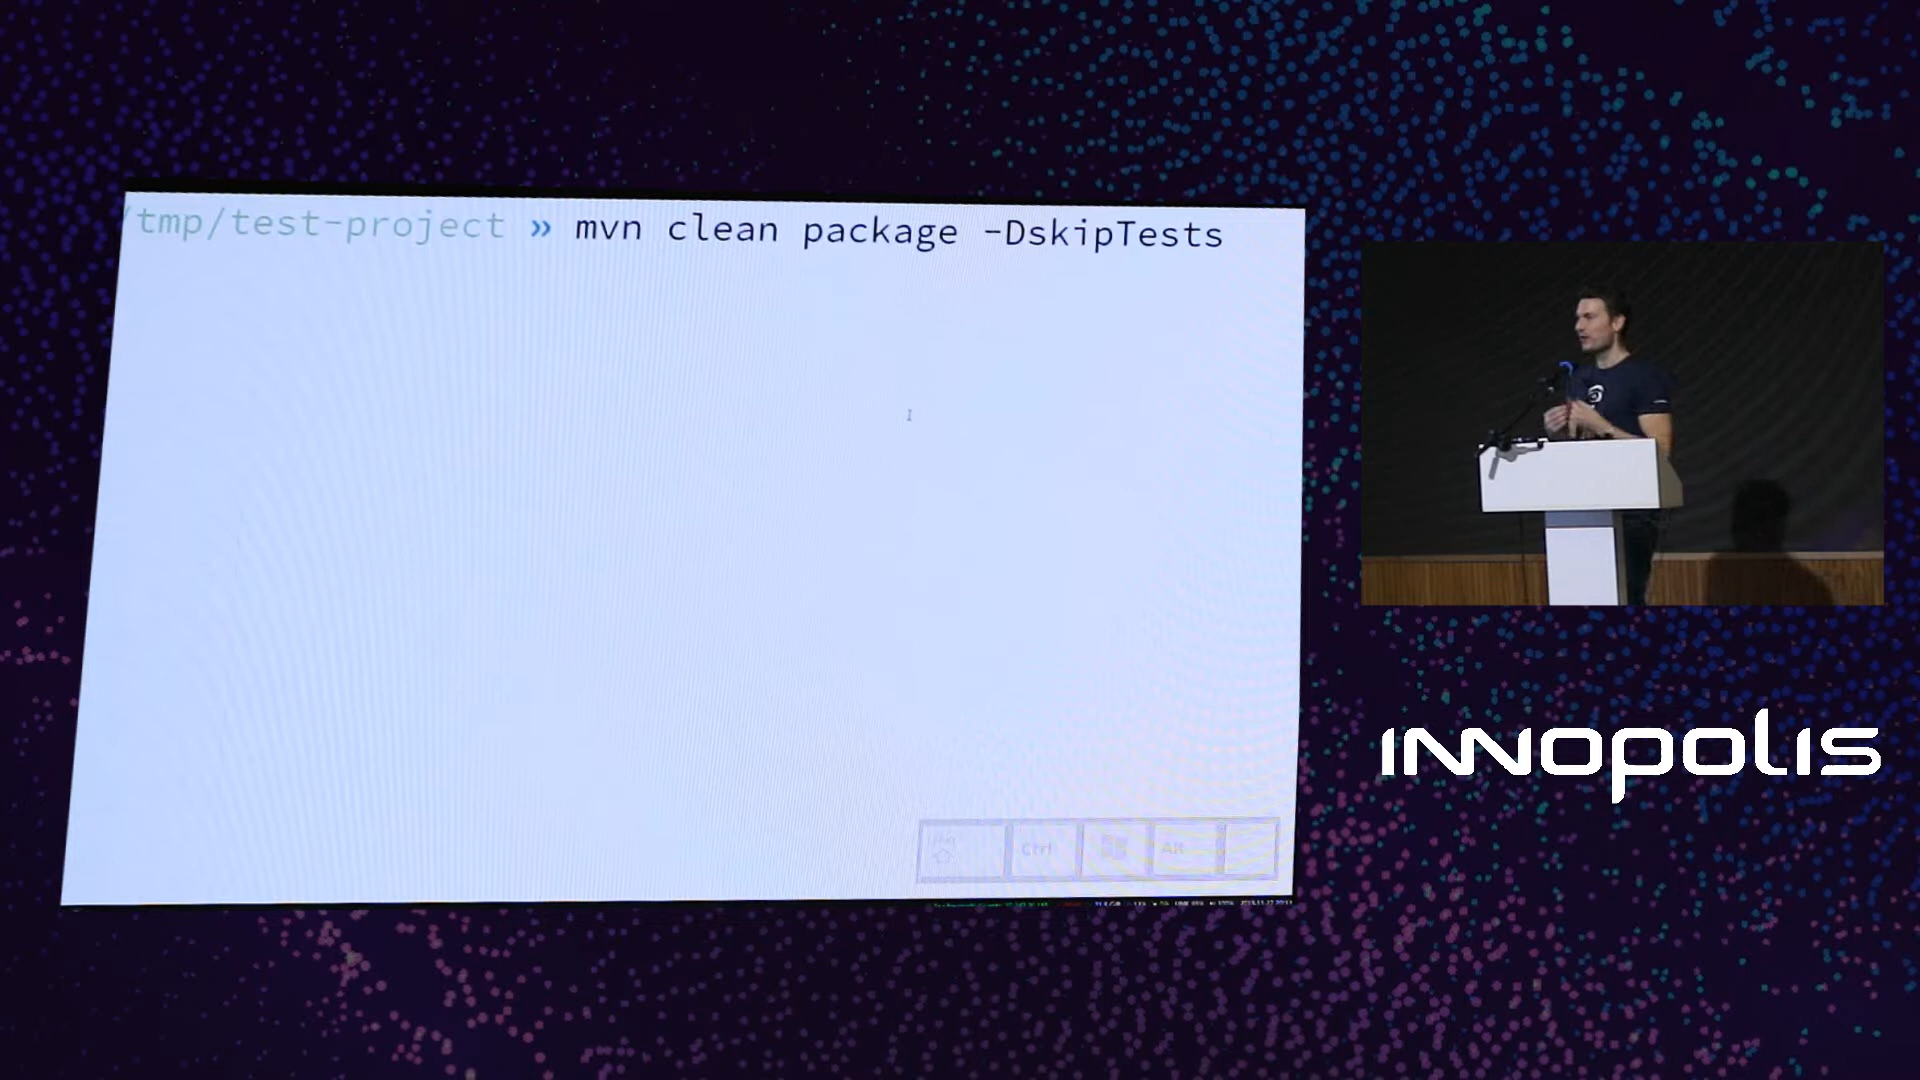 /tmp/test-project » mvn clean package -DskipTests
Ctrl
Alt
INNOPOLIS